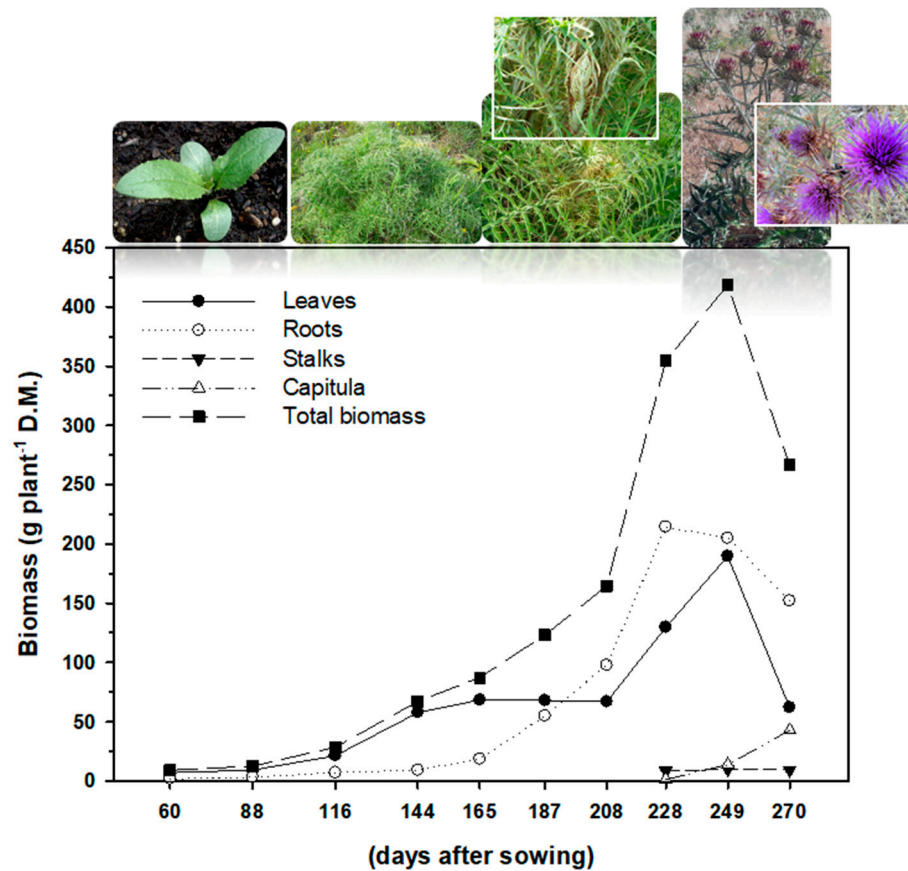 450
400
350
300
250
200
150
100
50
0
Biomass (g plant⁻¹ D.M.)
Leaves
Roots
Stalks
Capitula
Total biomass
60 88 116 144 165 187 208 228 249 270
(days after sowing)